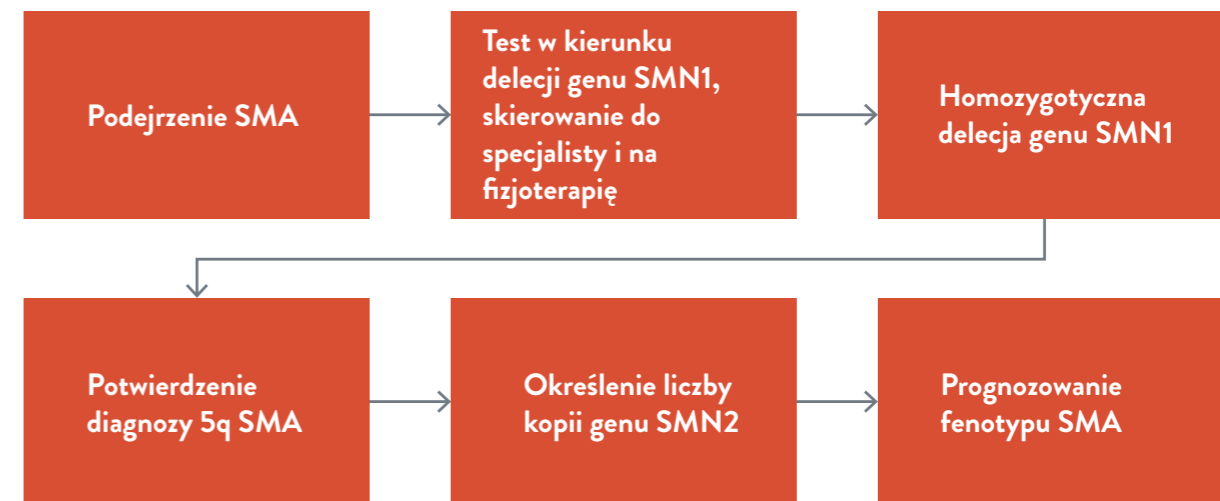 Podejrzenie SMA
Test w kierunku
delecji genu SMN1,
skierowanie do
specjalisty i na
fizjoterapię
Homozygotyczna
delecja genu SMN1
Potwierdzenie
diagnozy 5q SMA
Określenie liczby
kopii genu SMN2
Prognozowanie
fenotypu SMA